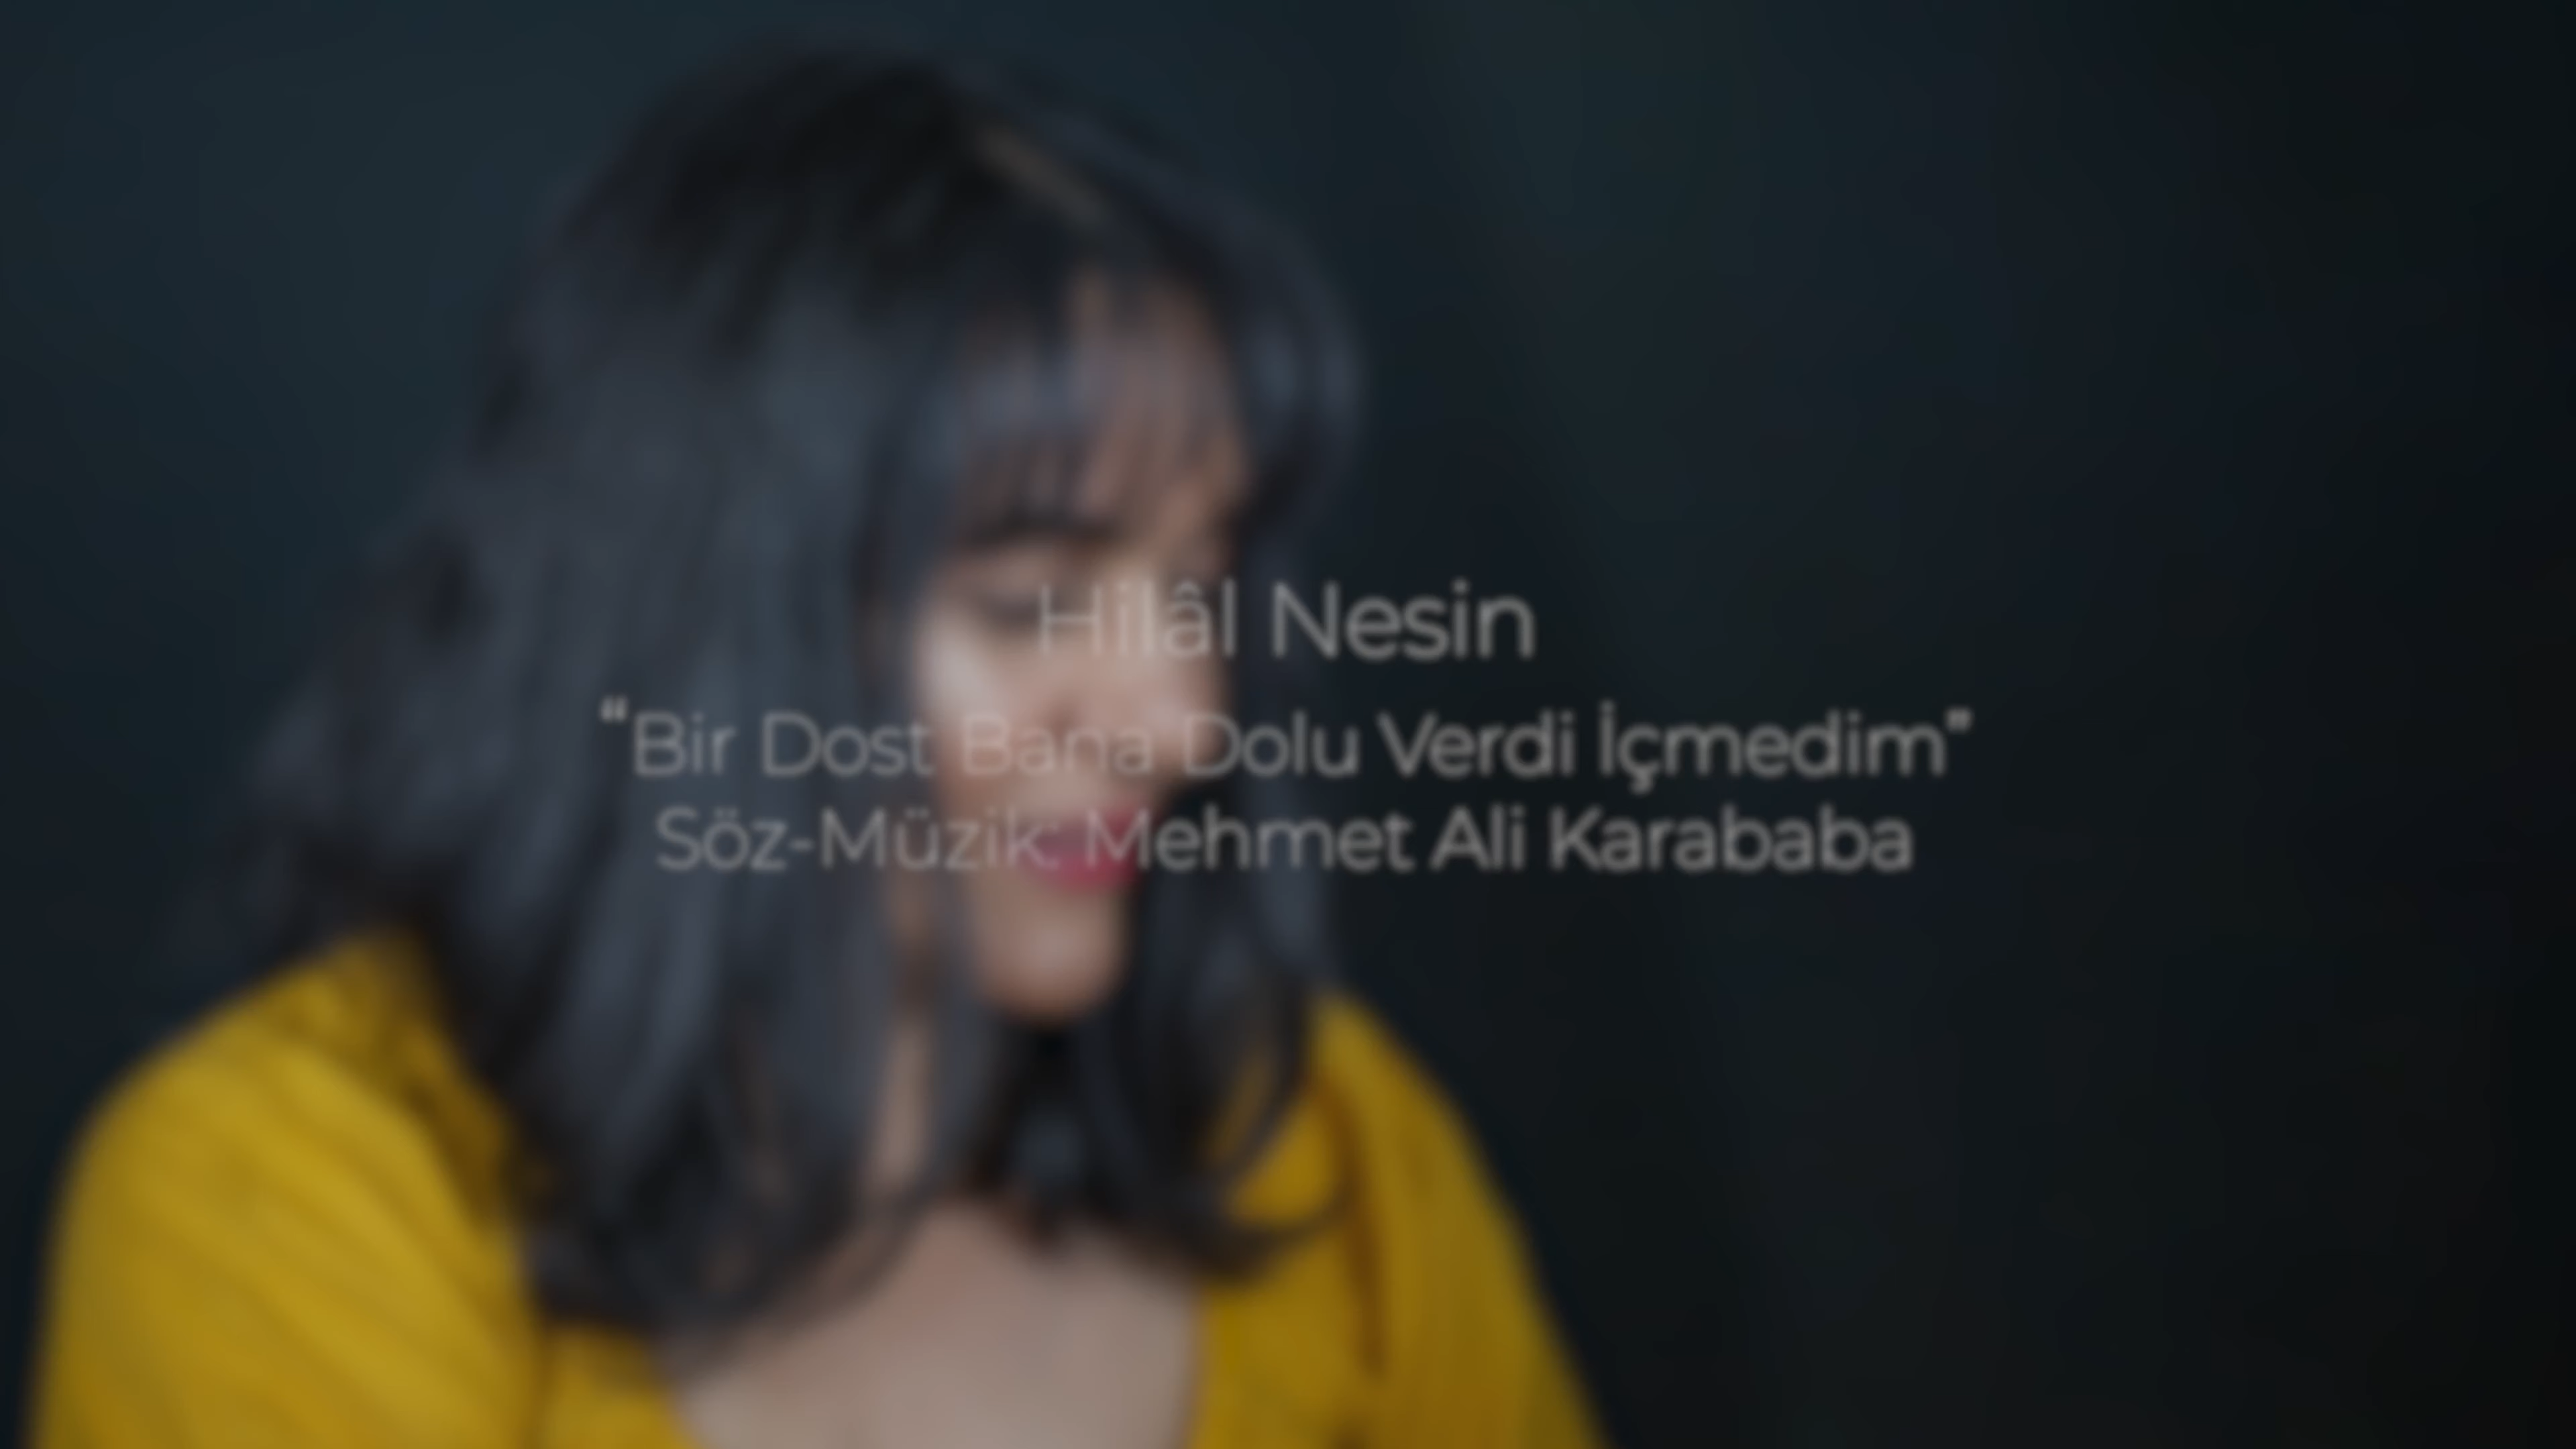 Hilâl Nesin
“Bir Dost Bana Dolu Verdi İçmedim”
Söz-Müzik: Mehmet Ali Karababa